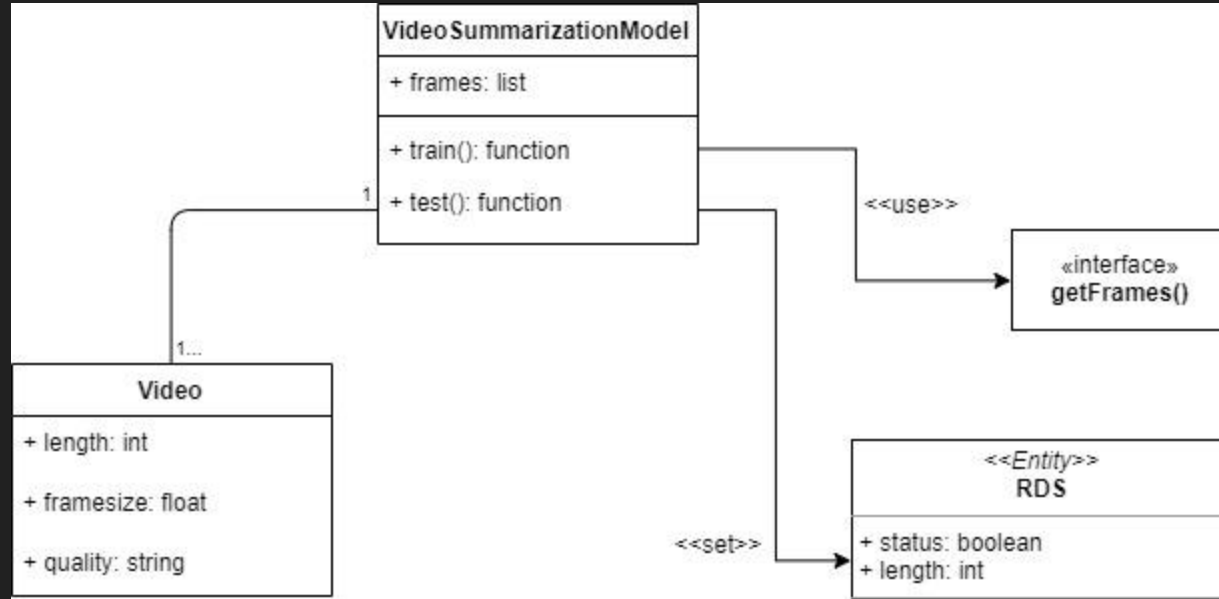 VideoSummarizationModel
+ frames: list
+ train(): function
+ test(): function
1
<<use>>
«interface»
getFrames()
1...
Video
+ length: int
+ framesize: float
+ quality: string
<<Entity>>
RDS
<<set>>
+ status: boolean
+ length: int